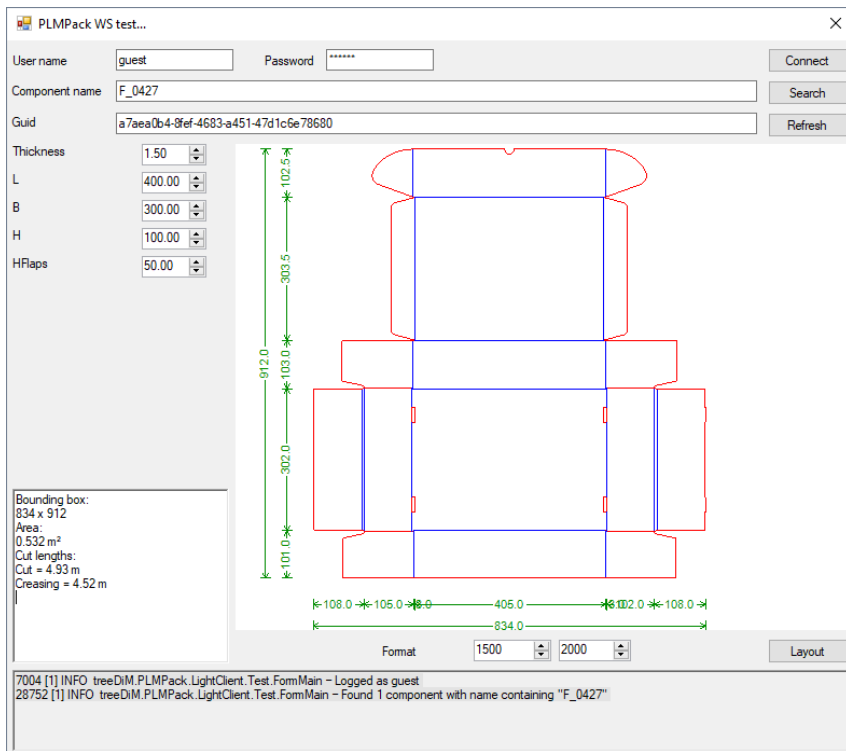 PLMPack WS test...
User name guest Password ****** Connect
Component name F_0427 Search
Guid a7aea0b4-8fef-4683-a451-47d1c6e78680 Refresh
Thickness 1.50
L 400.00
B 300.00
H 100.00
HFlaps 50.00
102.5
303.5
912.0
103.0
302.0
101.0
108.0 105.0 405.0 102.0 108.0
834.0
Bounding box:
834 x 912
Area:
0.532 m²
Cut lengths:
Cut = 4.93 m
Creasing = 4.52 m
Format 1500 2000 Layout
7004 [1] INFO treeDiM.PLMPack.LightClient.Test.FormMain - Logged as guest
28752 [1] INFO treeDiM.PLMPack.LightClient.Test.FormMain - Found 1 component with name containing "F_0427"